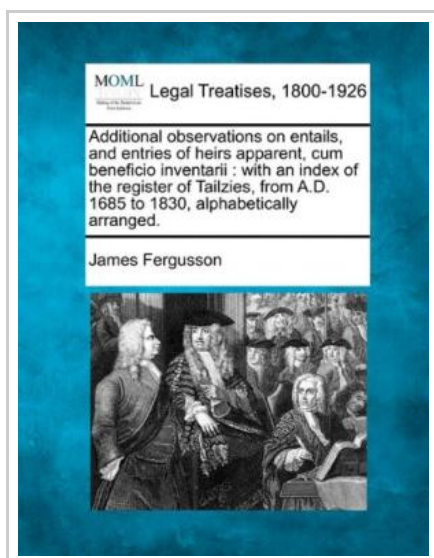 MOML
Legal Treatises, 1800-1926
Additional observations on entails,
and entries of heirs apparent, cum
beneficio inventarii : with an index of
the register of Tailzies, from A.D.
1685 to 1830, alphabetically
arranged.
James Fergusson